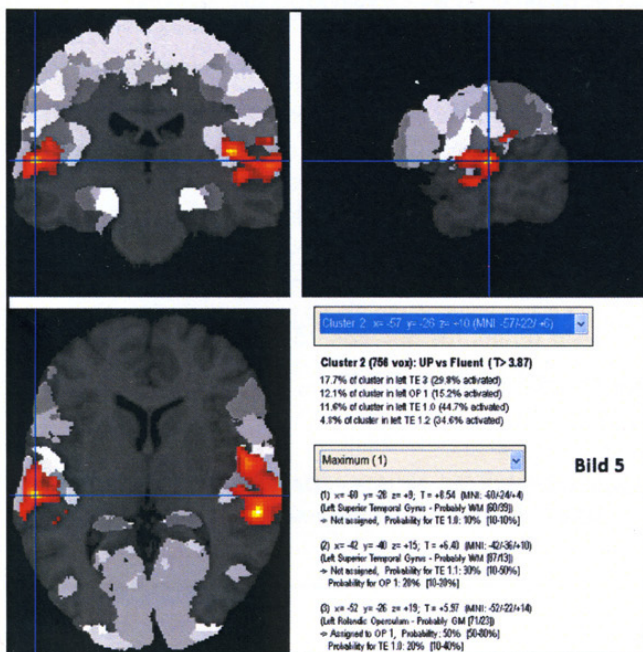 Cluster 2 x= -57 y= -26 z= +10 (MNI: -57/-22/ +6)
Cluster 2 (756 vox): UP vs Fluent (T> 3.87)
17.7% of cluster in left TE 3 (29.8% activated)
12.1% of cluster in left OP 1 (15.2% activated)
11.6% of cluster in left TE 1.0 (44.7% activated)
4.8% of cluster in left TE 1.2 (34.6% activated)
Maximum (1)
Bild 5
(1) x= -60 y= -28 z= +9; T = +8.54 (MNI: -60/-24/+4)
(Left Superior Temporal Gyrus - Probably WM [60/39])
-> Not assigned, Probability for TE 1.0: 10% [10-10%]
(2) x= -42 y= -40 z= +15; T = +6.40 (MNI: -42/-36/+10)
(Left Superior Temporal Gyrus - Probably WM [87/13])
-> Not assigned, Probability for TE 1.1: 30% [10-50%]
Probability for OP 1: 20% [10-20%]
(3) x= -52 y= -26 z= +19; T = +5.97 (MNI: -52/-22/+14)
(Left Rolandic Operculum - Probably GM [71/23])
-> Assigned to OP 1, Probability: 50% [50-80%]
Probability for TE 1.0: 20% [10-40%]